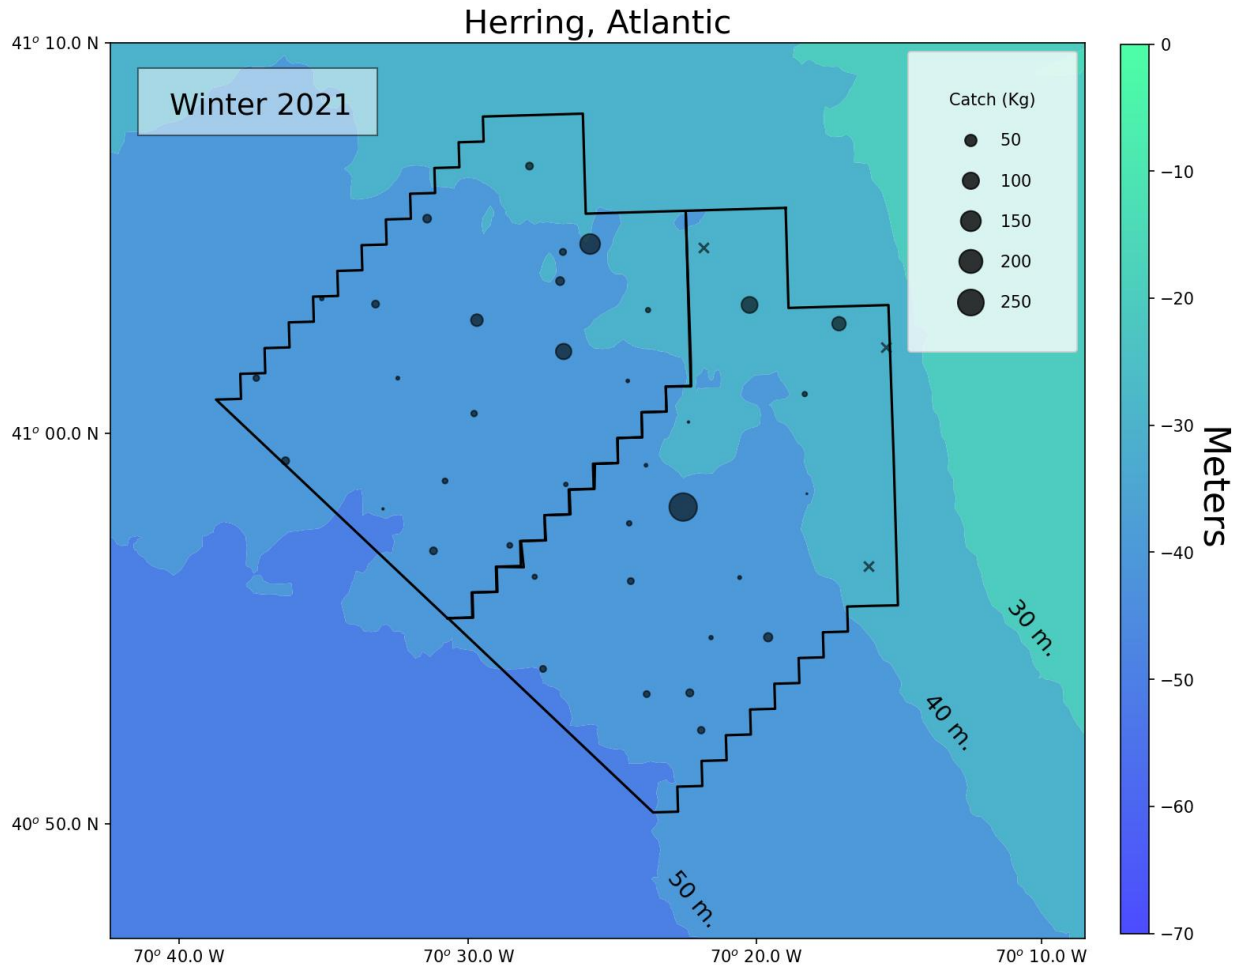 Herring, Atlantic
41° 10.0 N
41° 00.0 N
40° 50.0 N
Winter 2021
Catch (Kg)
50
100
150
200
250
30 m.
40 m.
50 m.
70° 40.0 W
70° 30.0 W
70° 20.0 W
70° 10.0 W
0
−10
−20
−30
−40
−50
−60
−70
Meters